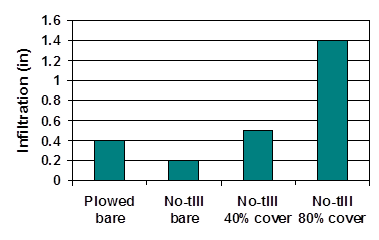 Infiltration (in)
1.6
1.4
1.2
1
0.8
0.6
0.4
0.2
0
Plowed
bare
No-till
bare
No-till
40% cover
No-till
80% cover